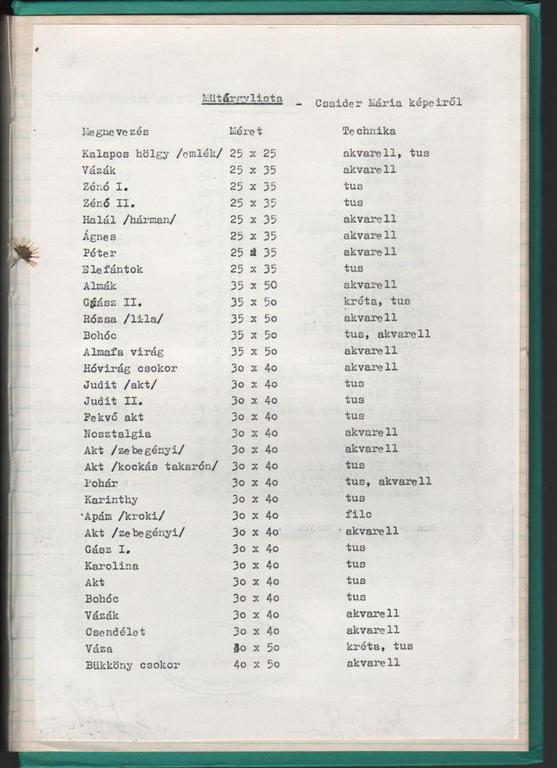 Műtárgylista - Csaider Mária képeiről
Megnevezés Méret Technika
Kalapos hölgy /emlék/ 25 x 25 akvarell, tus
Vázák 25 x 35 akvarell
Zénó I. 25 x 35 tus
Zénó II. 25 x 35 tus
Halál /hárman/ 25 x 35 akvarell
Ágnes 25 x 35 akvarell
Péter 25 x 35 akvarell
Elefántok 25 x 35 tus
Almák 35 x 50 akvarell
Gyász II. 35 x 5o kréta, tus
Rózsa /lila/ 35 x 5o akvarell
Bohóc 35 x 5o tus, akvarell
Almafa virág 35 x 5o akvarell
Hóvirág csokor 3o x 4o akvarell
Judit /akt/ 3o x 4o tus
Judit II. 3o x 4o tus
Fekvő akt 3o x 4o tus
Nosztalgia 3o x 4o akvarell
Akt /zebegényi/ 3o x 4o akvarell
Akt /kockás takarón/ 3o x 4o tus
Pohár 3o x 4o tus, akvarell
Karinthy 3o x 4o tus
Apám /kroki/ 3o x 4o filc
Akt /zebegényi/ 3o x 4o akvarell
Gász I. 3o x 4o tus
Karolina 3o x 4o tus
Akt 3o x 4o tus
Bohóc 3o x 4o tus
Vázák 3o x 4o akvarell
Csendélet 3o x 4o akvarell
Váza 4o x 5o kréta, tus
Bükköny csokor 4o x 5o akvarell